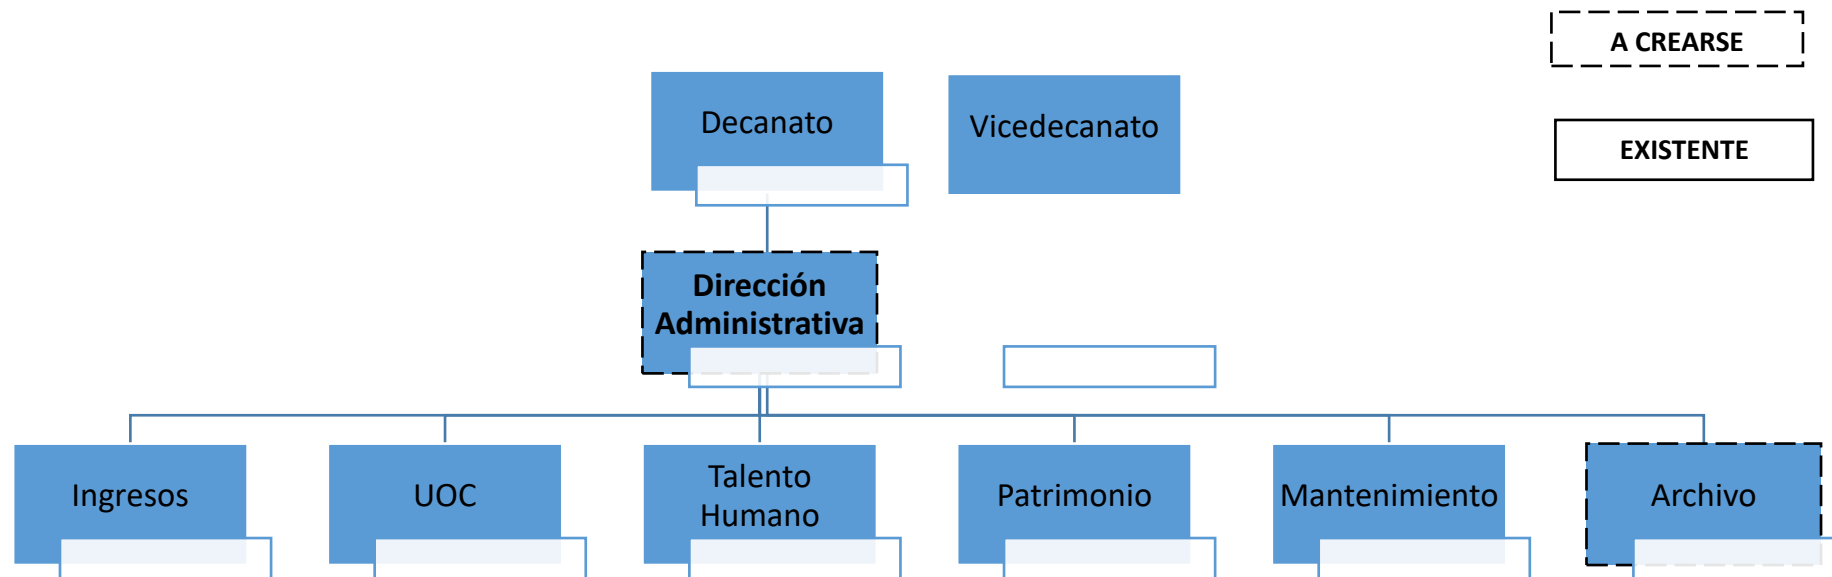 A CREARSE
Decanato
Vicedecanato
EXISTENTE
Dirección
Administrativa
Ingresos
UOC
Talento
Humano
Patrimonio
Mantenimiento
Archivo